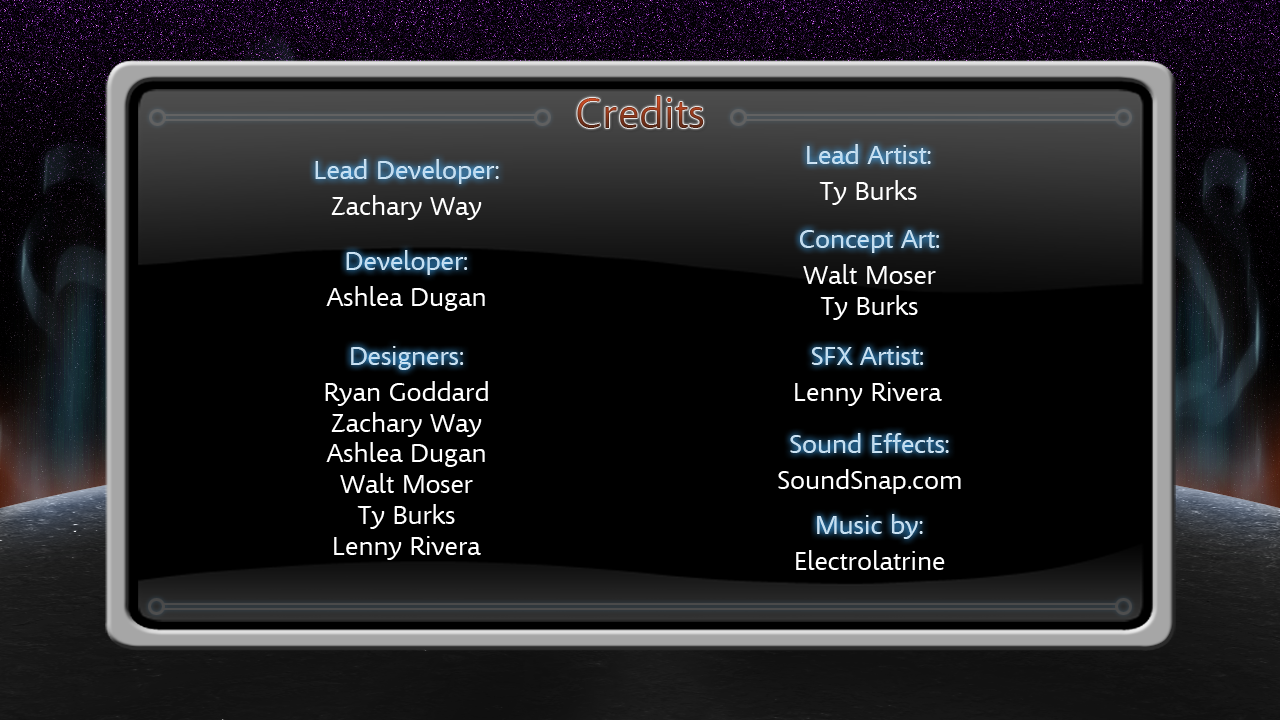 Credits
Lead Developer:
Zachary Way
Developer:
Ashlea Dugan
Designers:
Ryan Goddard
Zachary Way
Ashlea Dugan
Walt Moser
Ty Burks
Lenny Rivera
Lead Artist:
Ty Burks
Concept Art:
Walt Moser
Ty Burks
SFX Artist:
Lenny Rivera
Sound Effects:
SoundSnap.com
Music by:
Electrolatrine